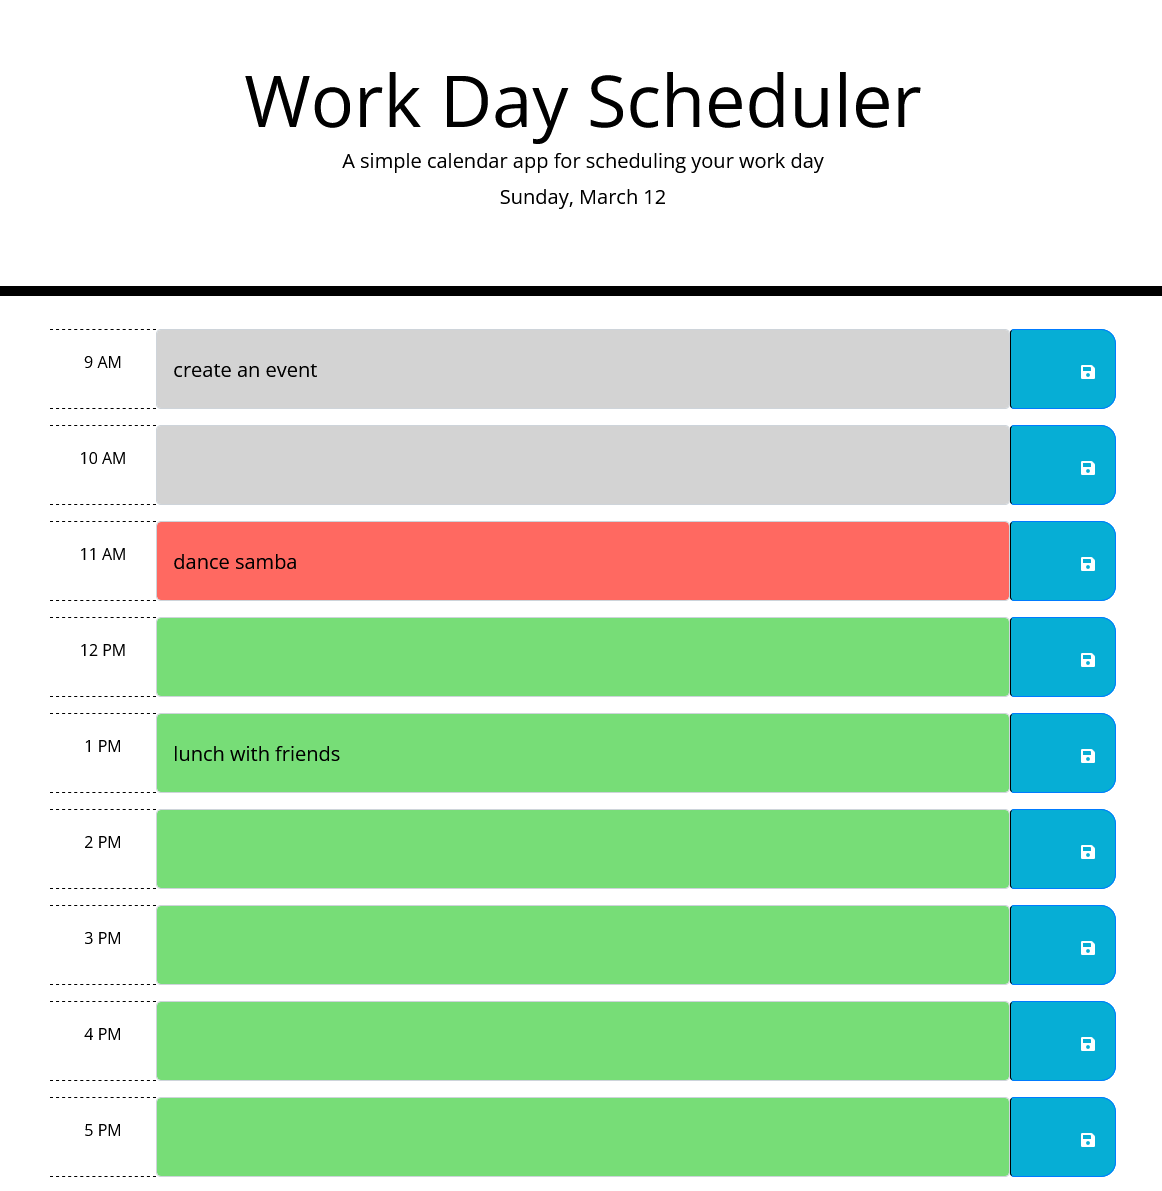 Work Day Scheduler
A simple calendar app for scheduling your work day
Sunday, March 12
9 AM
create an event
10 AM
11 AM
dance samba
12 PM
1 PM
lunch with friends
2 PM
3 PM
4 PM
5 PM